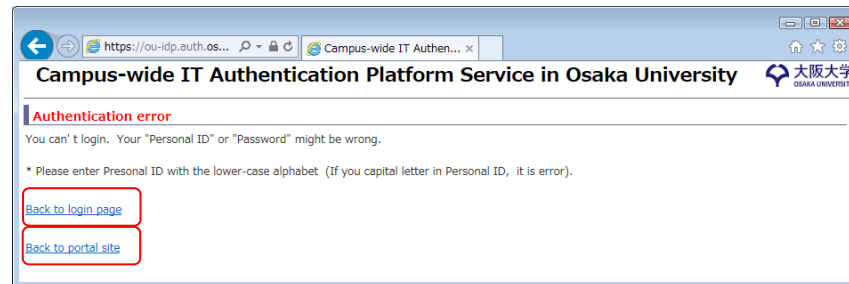 https://ou-idp.auth.os...
Campus-wide IT Authen...
Campus-wide IT Authentication Platform Service in Osaka University
大阪大学
OSAKA UNIVERSIT
Authentication error
You can' t login. Your "Personal ID" or "Password" might be wrong.
* Please enter Presonal ID with the lower-case alphabet (If you capital letter in Personal ID, it is error).
Back to login page
Back to portal site